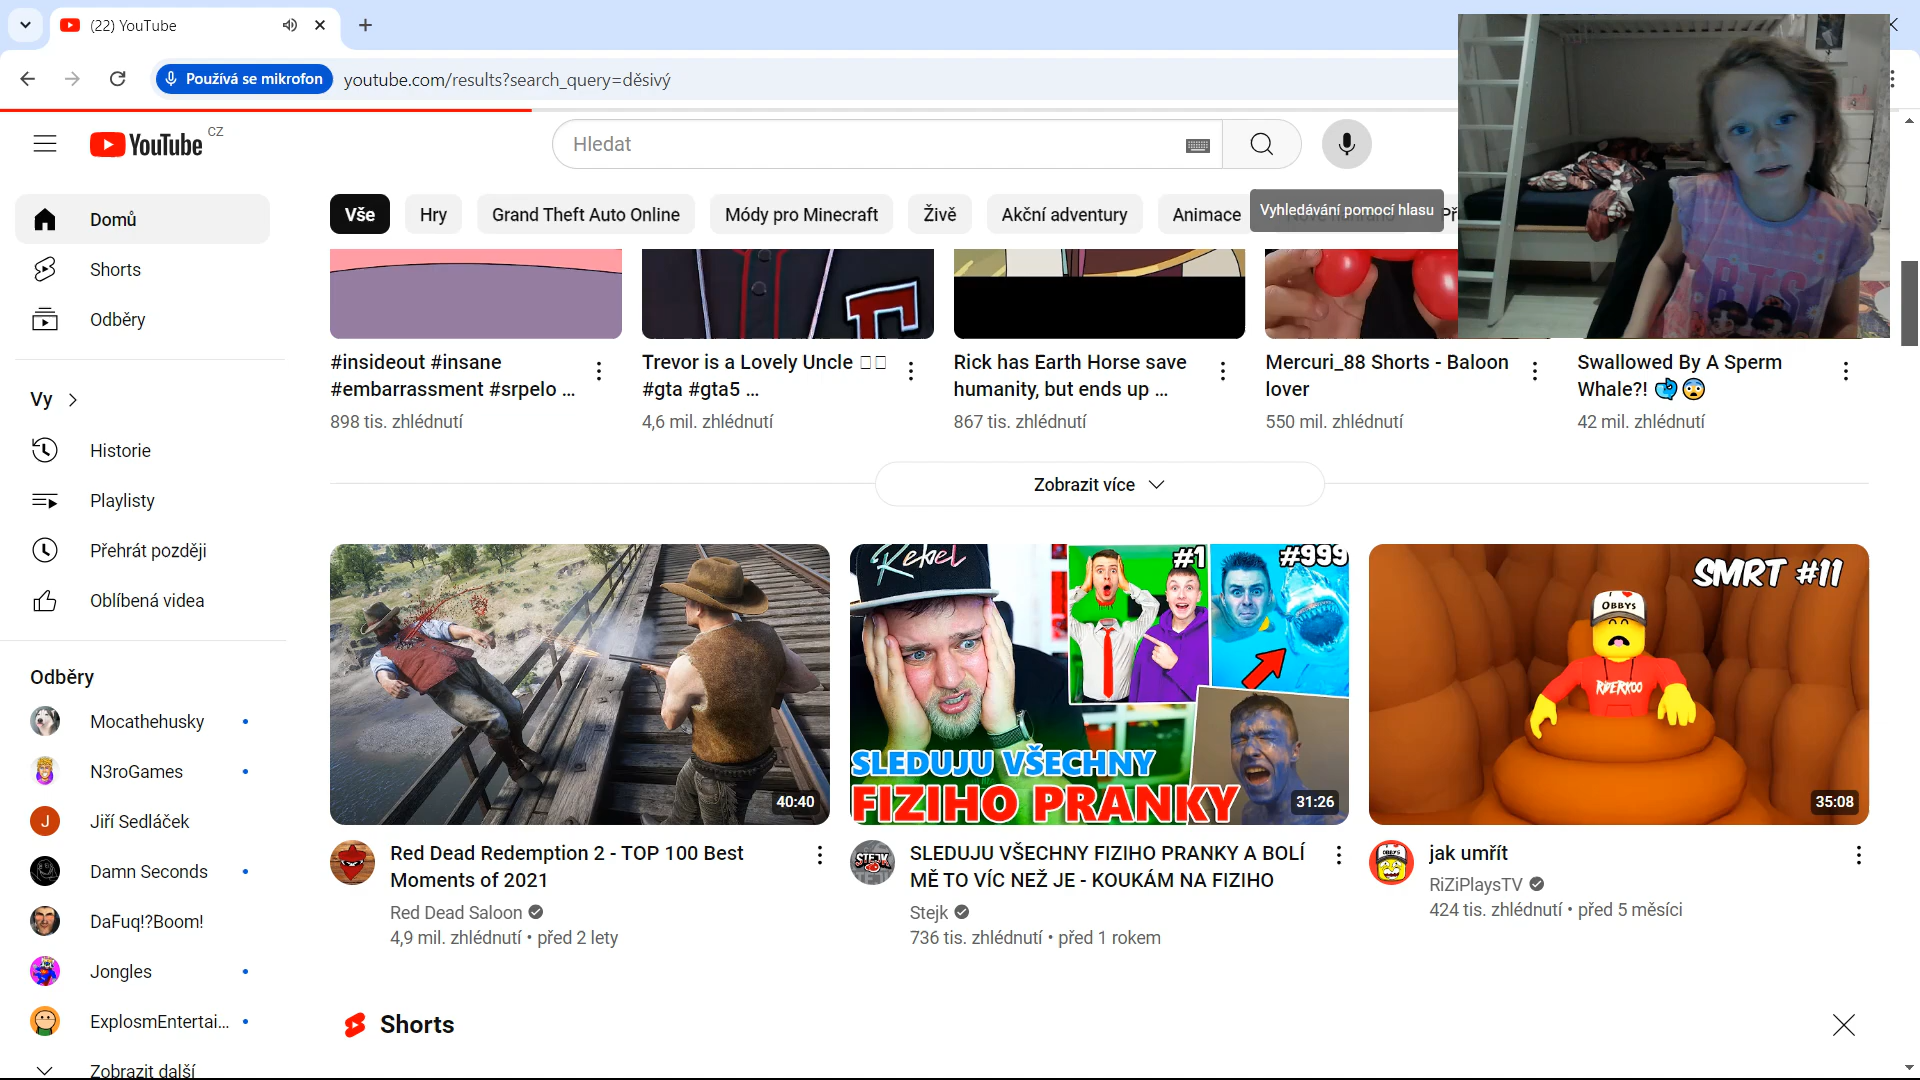 (22) YouTube
Používá se mikrofon
youtube.com/results?search_query=děsivý
YouTube CZ
Hledat
Vše
Hry
Grand Theft Auto Online
Módy pro Minecraft
Živě
Akční adventury
Animace
Vyhledávání pomocí hlasu
Domů
Shorts
Odběry
Vy
Historie
Playlisty
Přehrát později
Oblíbená videa
Odběry
Mocathehusky
N3roGames
J
Jiří Sedláček
Damn Seconds
DaFuq!?Boom!
Jongles
ExplosmEntertai...
Zobrazit další
#insideout #insane
#embarrassment #srpelo ...
898 tis. zhlédnutí
Trevor is a Lovely Uncle
#gta #gta5 ...
4,6 mil. zhlédnutí
Rick has Earth Horse save
humanity, but ends up ...
867 tis. zhlédnutí
Mercuri_88 Shorts - Baloon
lover
550 mil. zhlédnutí
Swallowed By A Sperm
Whale?!
42 mil. zhlédnutí
BTS
Zobrazit více
40:40
Red Dead Redemption 2 - TOP 100 Best
Moments of 2021
Red Dead Saloon
4,9 mil. zhlédnutí • před 2 lety
Rebel
#1
#999
SLEDUJU VŠECHNY
FIZIHO PRANKY
31:26
STEJK
SLEDUJU VŠECHNY FIZIHO PRANKY A BOLÍ
MĚ TO VÍC NEŽ JE - KOUKÁM NA FIZIHO
Stejk
736 tis. zhlédnutí • před 1 rokem
SMRT #11
I
OBBYS
RVERKOO
35:08
OBBYS
jak umřít
RiZiPlaysTV
424 tis. zhlédnutí • před 5 měsíci
Shorts